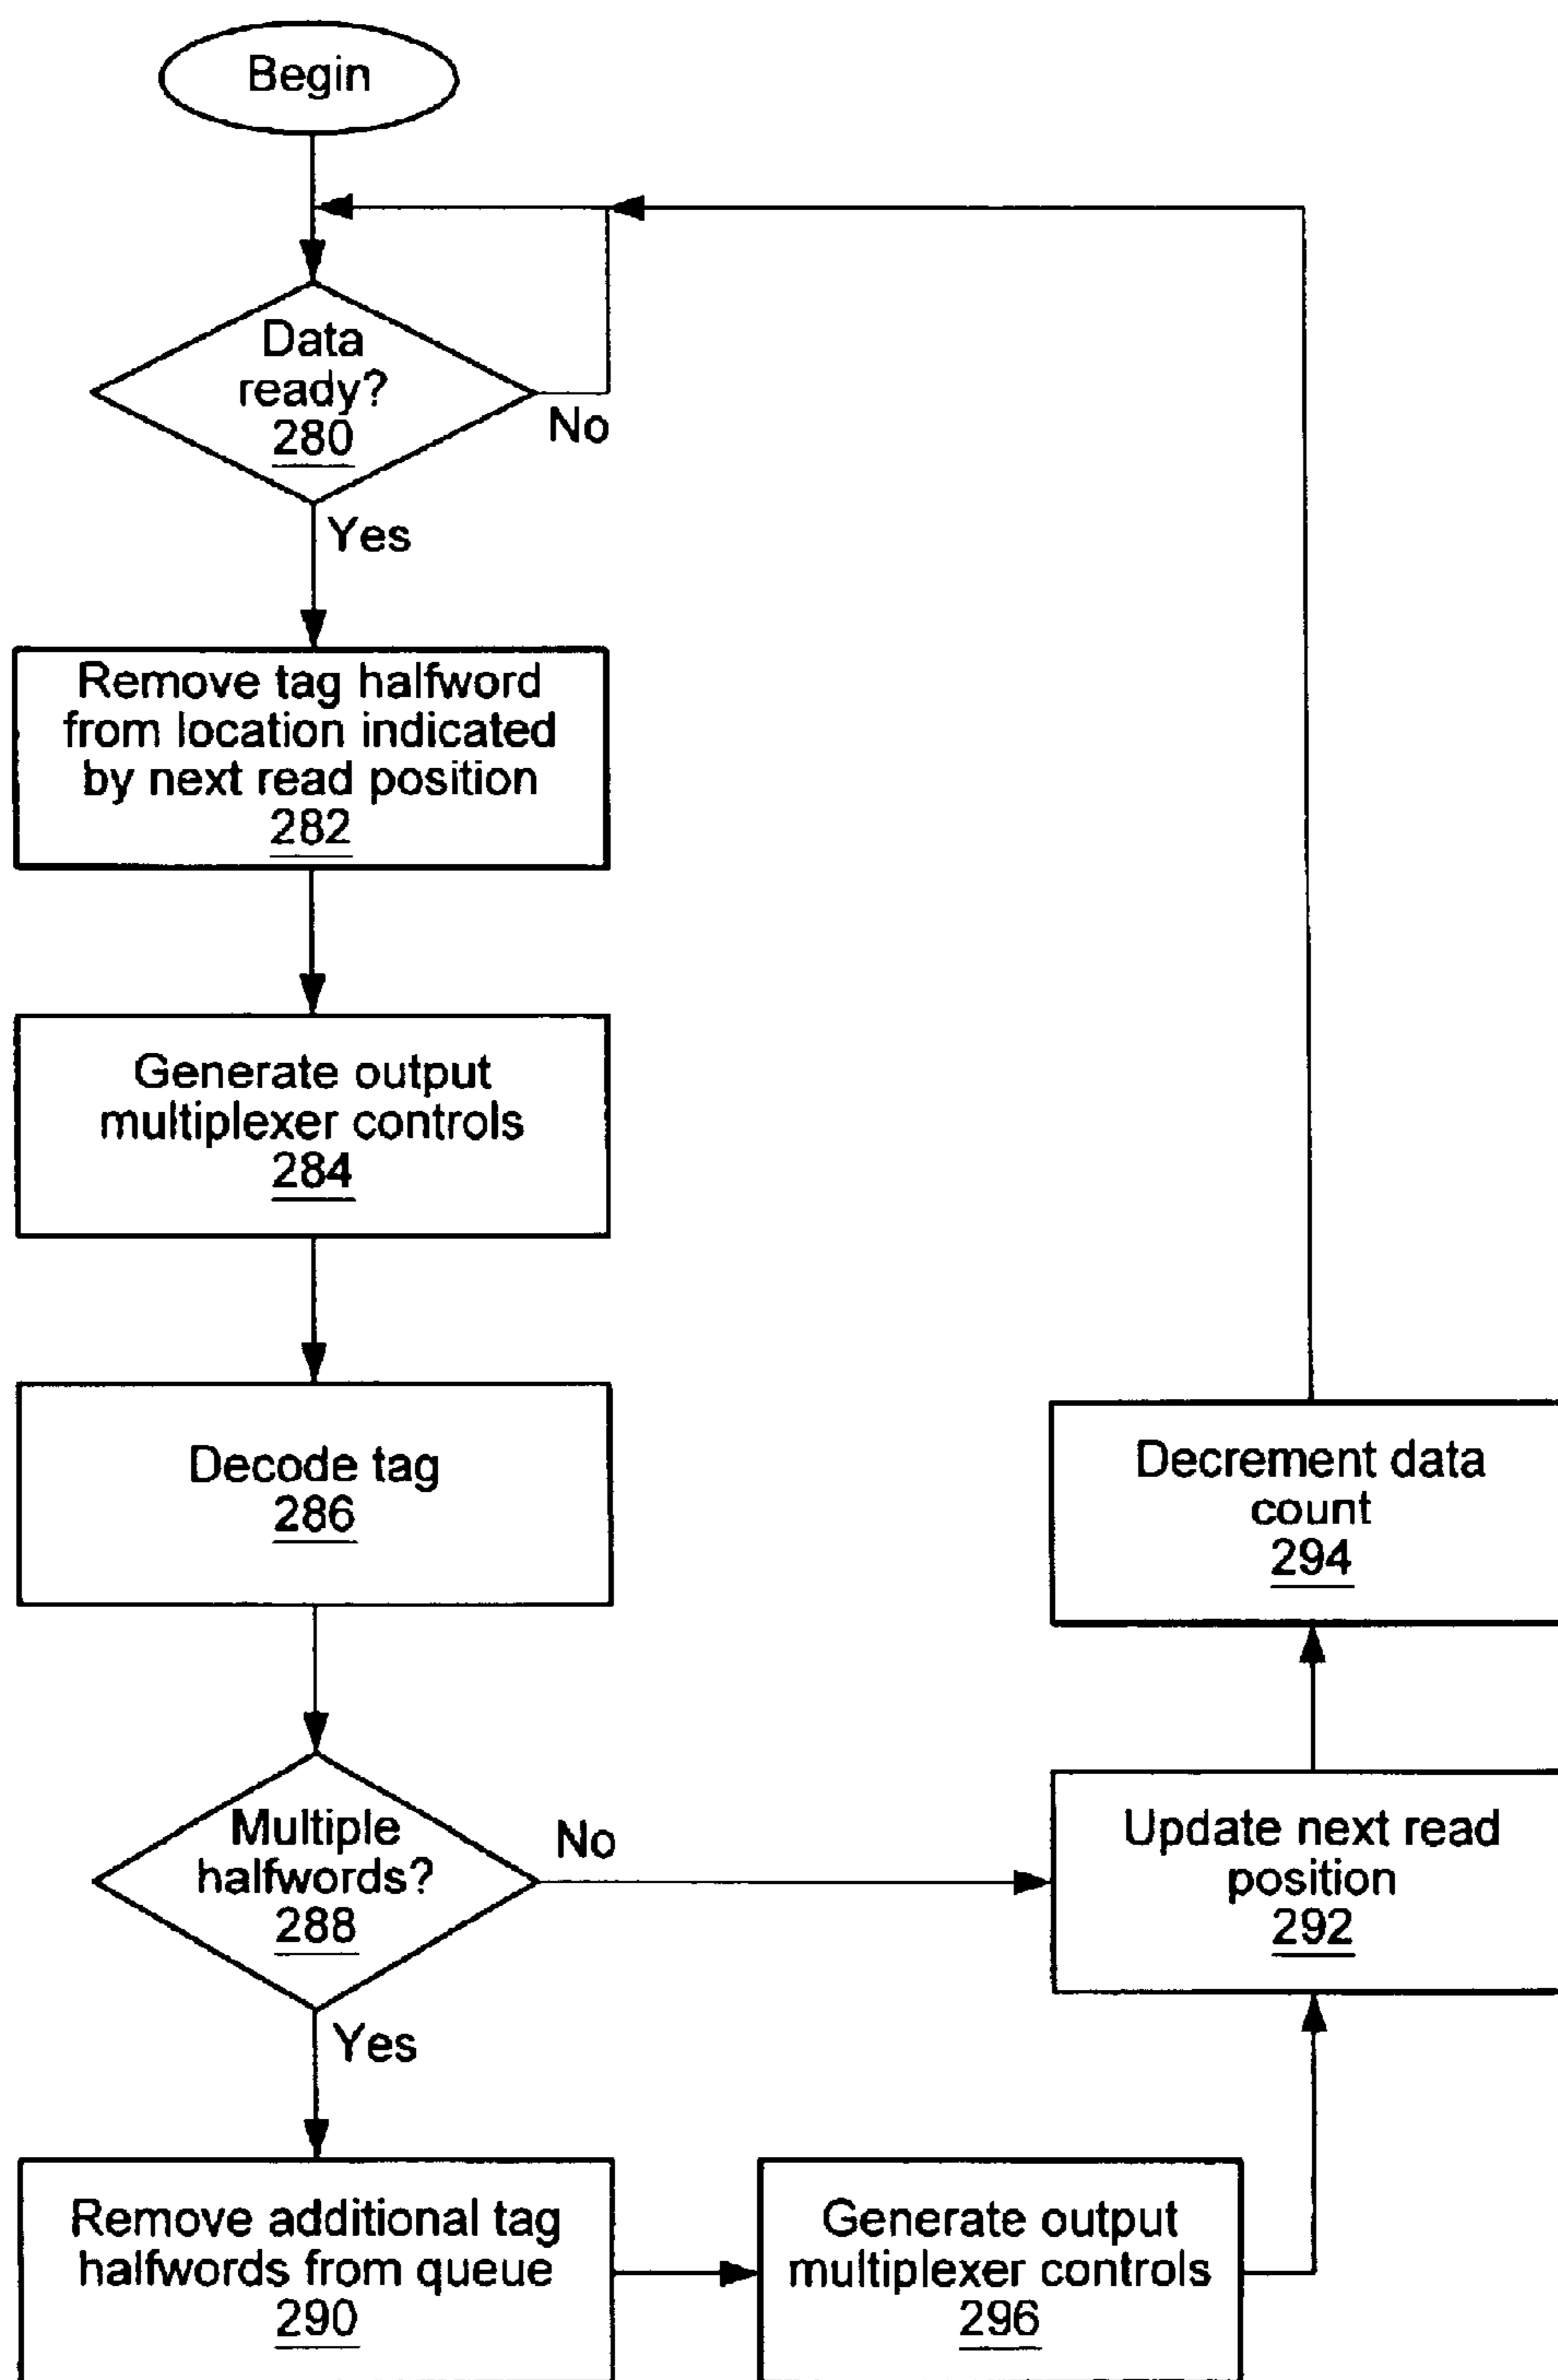 Begin
Data
ready?
280
No
Yes
Remove tag halfword
from location indicated
by next read position
282
Generate output
multiplexer controls
284
Decode tag
286
Decrement data
count
294
Multiple
halfwords?
288
No
Update next read
position
292
Yes
Remove additional tag
halfwords from queue
290
Generate output
multiplexer controls
296